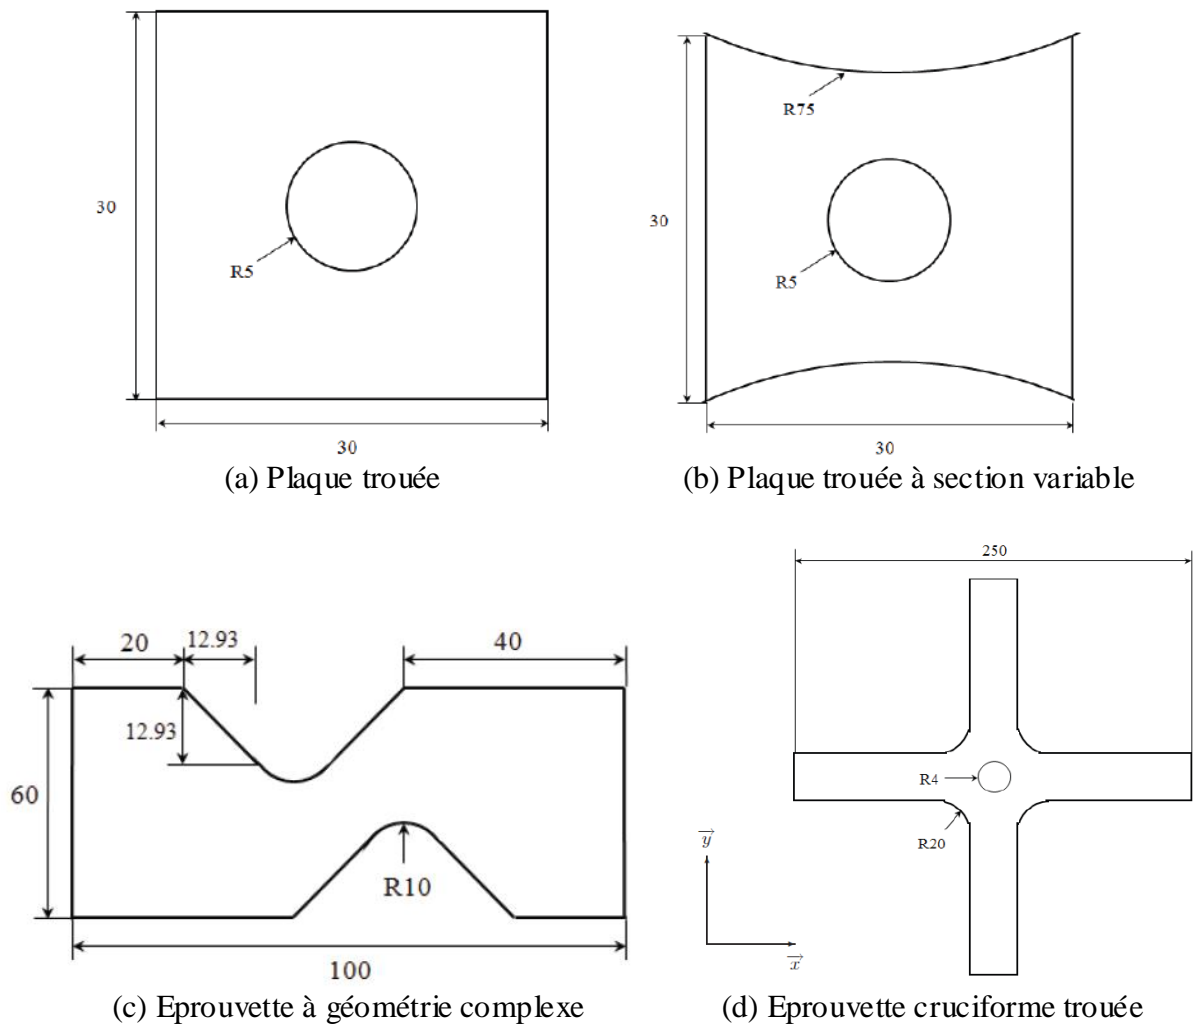 30
R5
30
(a) Plaque trouée
R75
30
R5
30
(b) Plaque trouée à section variable
20
12.93
40
12.93
60
R10
100
(c) Eprouvette à géométrie complexe
250
R4
R20
y
x
(d) Eprouvette cruciforme trouée